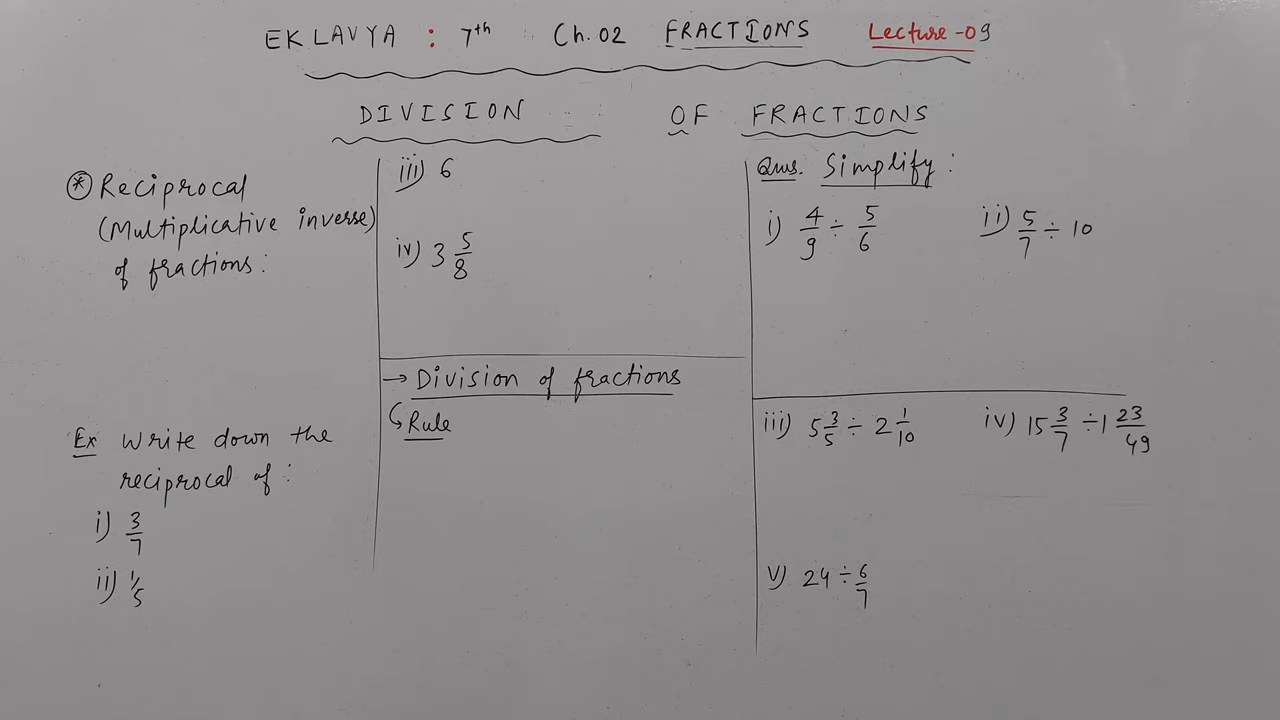 EKLAVYA : 7th Ch. 02 FRACTIONS Lecture-09
DIVISION OF FRACTIONS
* Reciprocal
(Multiplicative inverse)
of fractions :
Ex Write down the
reciprocal of :
i) 3/7
ii) 1/5
iii) 6
iv) 3 5/8
→ Division of fractions
↳ Rule
Ques. Simplify :
i) 4/9 ÷ 5/6 ii) 5/7 ÷ 10
iii) 5 3/5 ÷ 2 1/10 iv) 15 3/7 ÷ 1 23/49
v) 24 ÷ 6/7